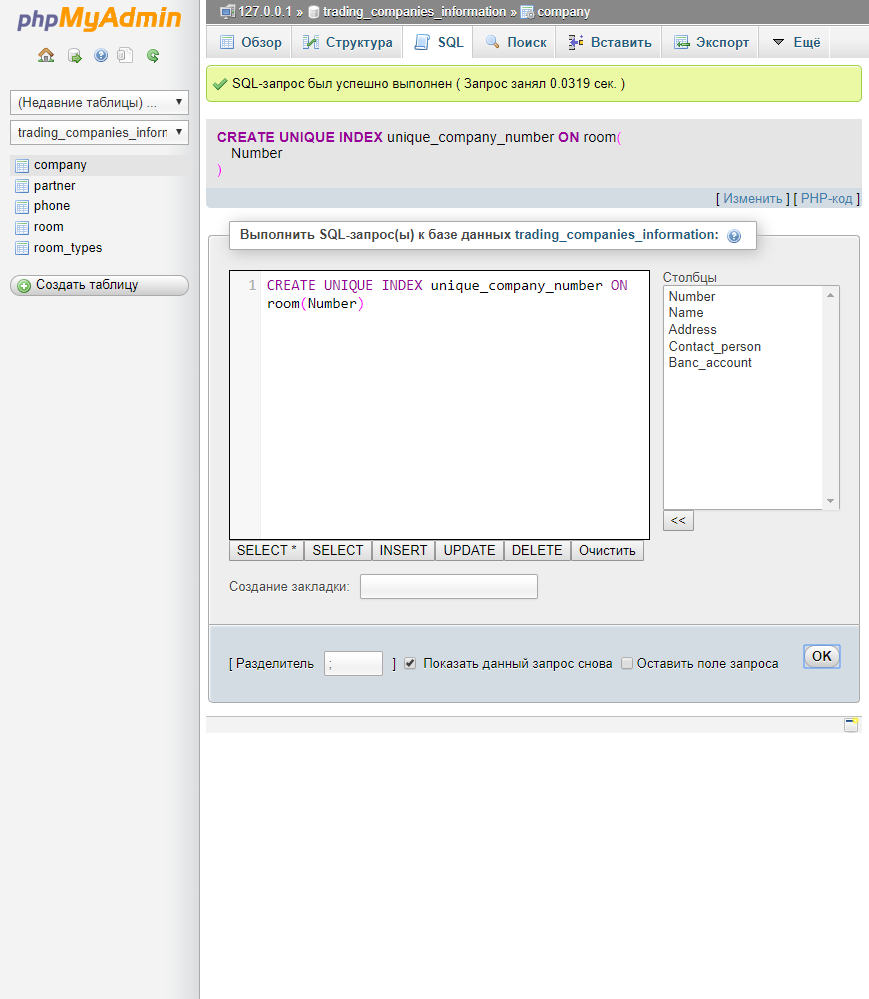 phpMyAdmin
(Недавние таблицы) ...
trading_companies_inforn
company
partner
phone
room
room_types
Создать таблицу
127.0.0.1 » trading_companies_information » company
Обзор Структура SQL Поиск Вставить Экспорт Ещё
SQL-запрос был успешно выполнен ( Запрос занял 0.0319 сек. )
CREATE UNIQUE INDEX unique_company_number ON room(
Number
)
[ Изменить ] [ PHP-код ]
Выполнить SQL-запрос(ы) к базе данных trading_companies_information:
1 CREATE UNIQUE INDEX unique_company_number ON
room(Number)
Столбцы
Number
Name
Address
Contact_person
Banc_account
<<
SELECT * SELECT INSERT UPDATE DELETE Очистить
Создание закладки:
[ Разделитель ; ] Показать данный запрос снова Оставить поле запроса OK